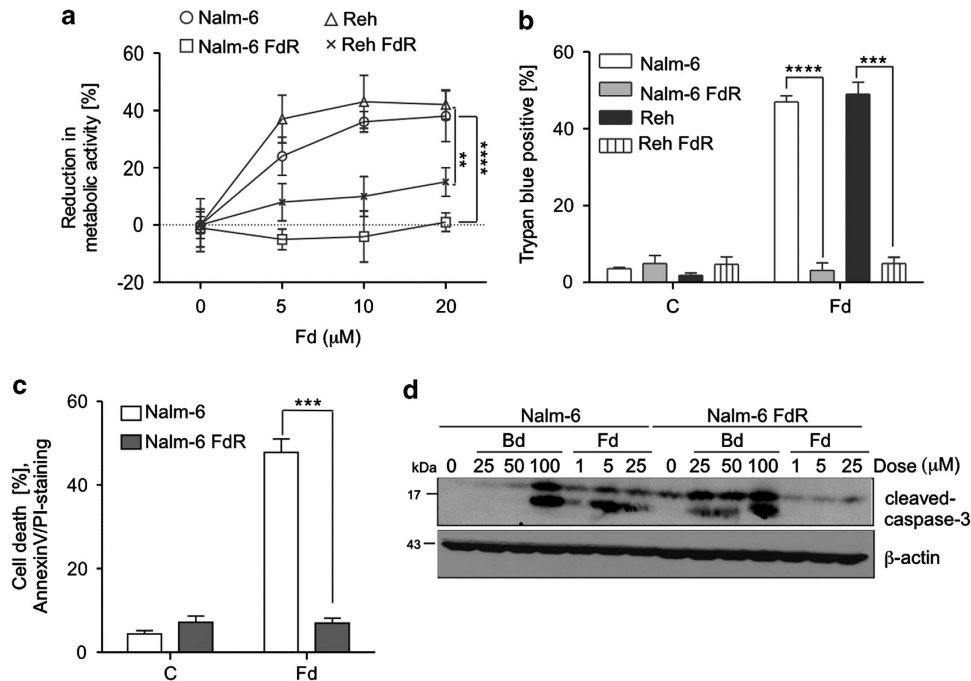 a
Nalm-6
Reh
Nalm-6 FdR
Reh FdR
Reduction in
metabolic activity [%]
60
40
20
0
-20
**
****
0 5 10 20
Fd (μM)
b
Trypan blue positive [%]
60
40
20
0
Nalm-6
Nalm-6 FdR
Reh
Reh FdR
****
***
C Fd
c
Cell death [%],
AnnexinV/PI-staining
60
40
20
0
Nalm-6
Nalm-6 FdR
***
C Fd
d
Nalm-6 Nalm-6 FdR
Bd Fd Bd Fd
kDa 0 25 50 100 1 5 25 0 25 50 100 1 5 25 Dose (μM)
17
cleaved-
caspase-3
43
β-actin